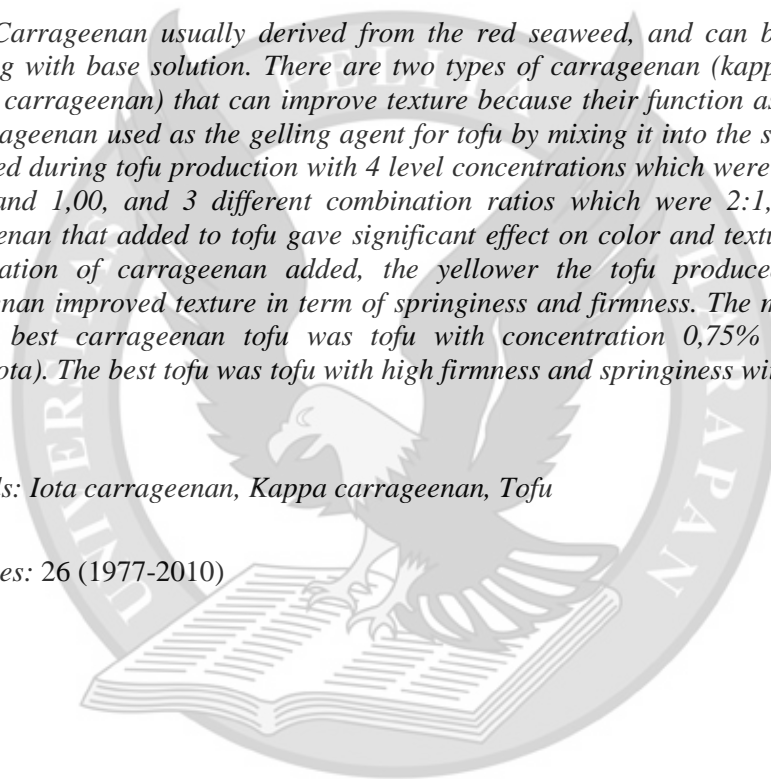 Carrageenan usually derived from the red seaweed, and can b
g with base solution. There are two types of carrageenan (kapp
carrageenan) that can improve texture because their function as
ageenan used as the gelling agent for tofu by mixing it into the s
ed during tofu production with 4 level concentrations which were
and 1,00, and 3 different combination ratios which were 2:1,
enan that added to tofu gave significant effect on color and textu
ation of carrageenan added, the yellower the tofu produce
nan improved texture in term of springiness and firmness. The m
best carrageenan tofu was tofu with concentration 0,75%
ota). The best tofu was tofu with high firmness and springiness wi
s: Iota carrageenan, Kappa carrageenan, Tofu
es: 26 (1977-2010)
UNIVERSITAS PELITA HARAPAN